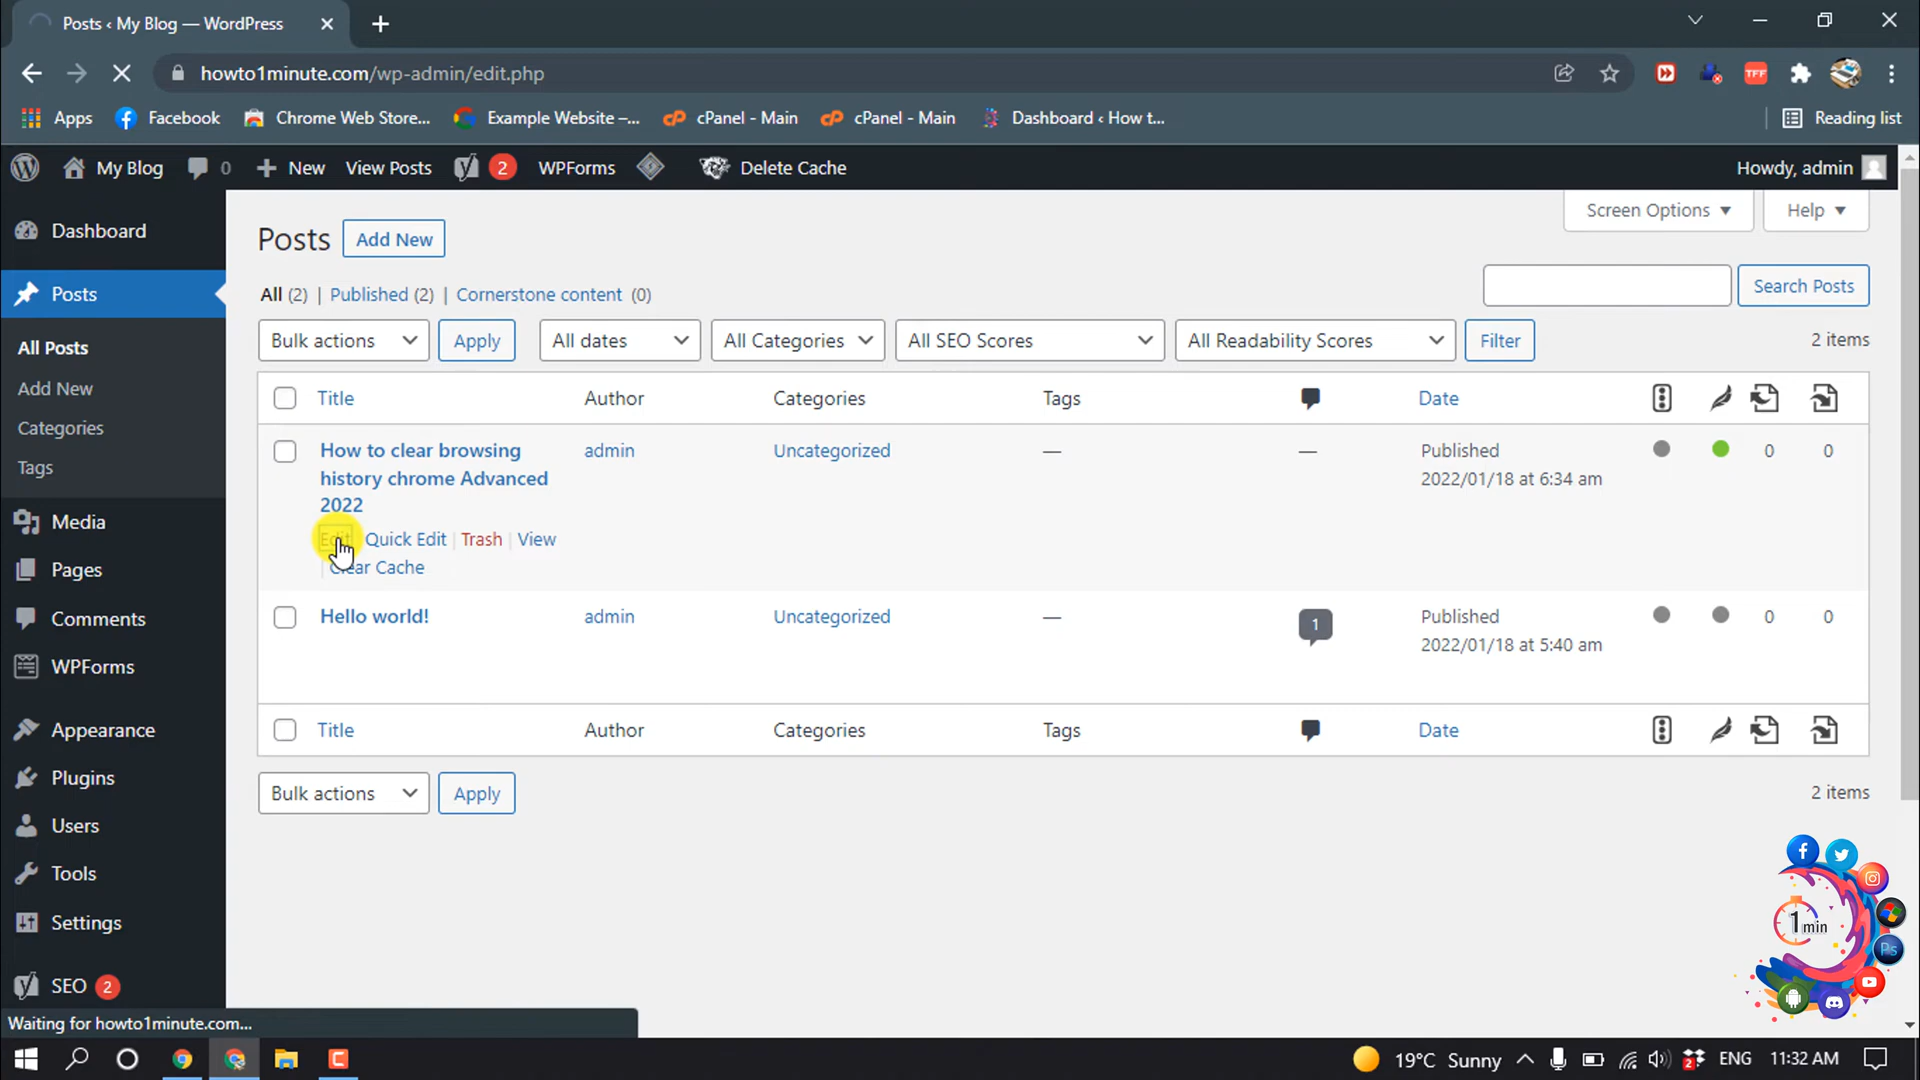 Posts ‹ My Blog — WordPress
howto1minute.com/wp-admin/edit.php
TFF
Apps Facebook Chrome Web Store... Example Website –... cPanel - Main cPanel - Main Dashboard ‹ How t... Reading list
My Blog 0 New View Posts 2 WPForms Delete Cache Howdy, admin
Screen Options Help
Dashboard
Posts Add New
Posts
All (2) | Published (2) | Cornerstone content (0)
Search Posts
Bulk actions Apply All dates All Categories All SEO Scores All Readability Scores Filter 2 items
All Posts
Add New
Categories
Tags
Media
Pages
Comments
WPForms
Appearance
Plugins
Users
Tools
Settings
SEO 2
Title Author Categories Tags Date
How to clear browsing admin Uncategorized — — Published 0 0
history chrome Advanced 2022/01/18 at 6:34 am
2022
Edit Quick Edit | Trash | View
| Clear Cache
Hello world! admin Uncategorized — 1 Published 0 0
2022/01/18 at 5:40 am
Title Author Categories Tags Date
Bulk actions Apply 2 items
1 min
Ps
Waiting for howto1minute.com...
19°C Sunny 2 ENG 11:32 AM